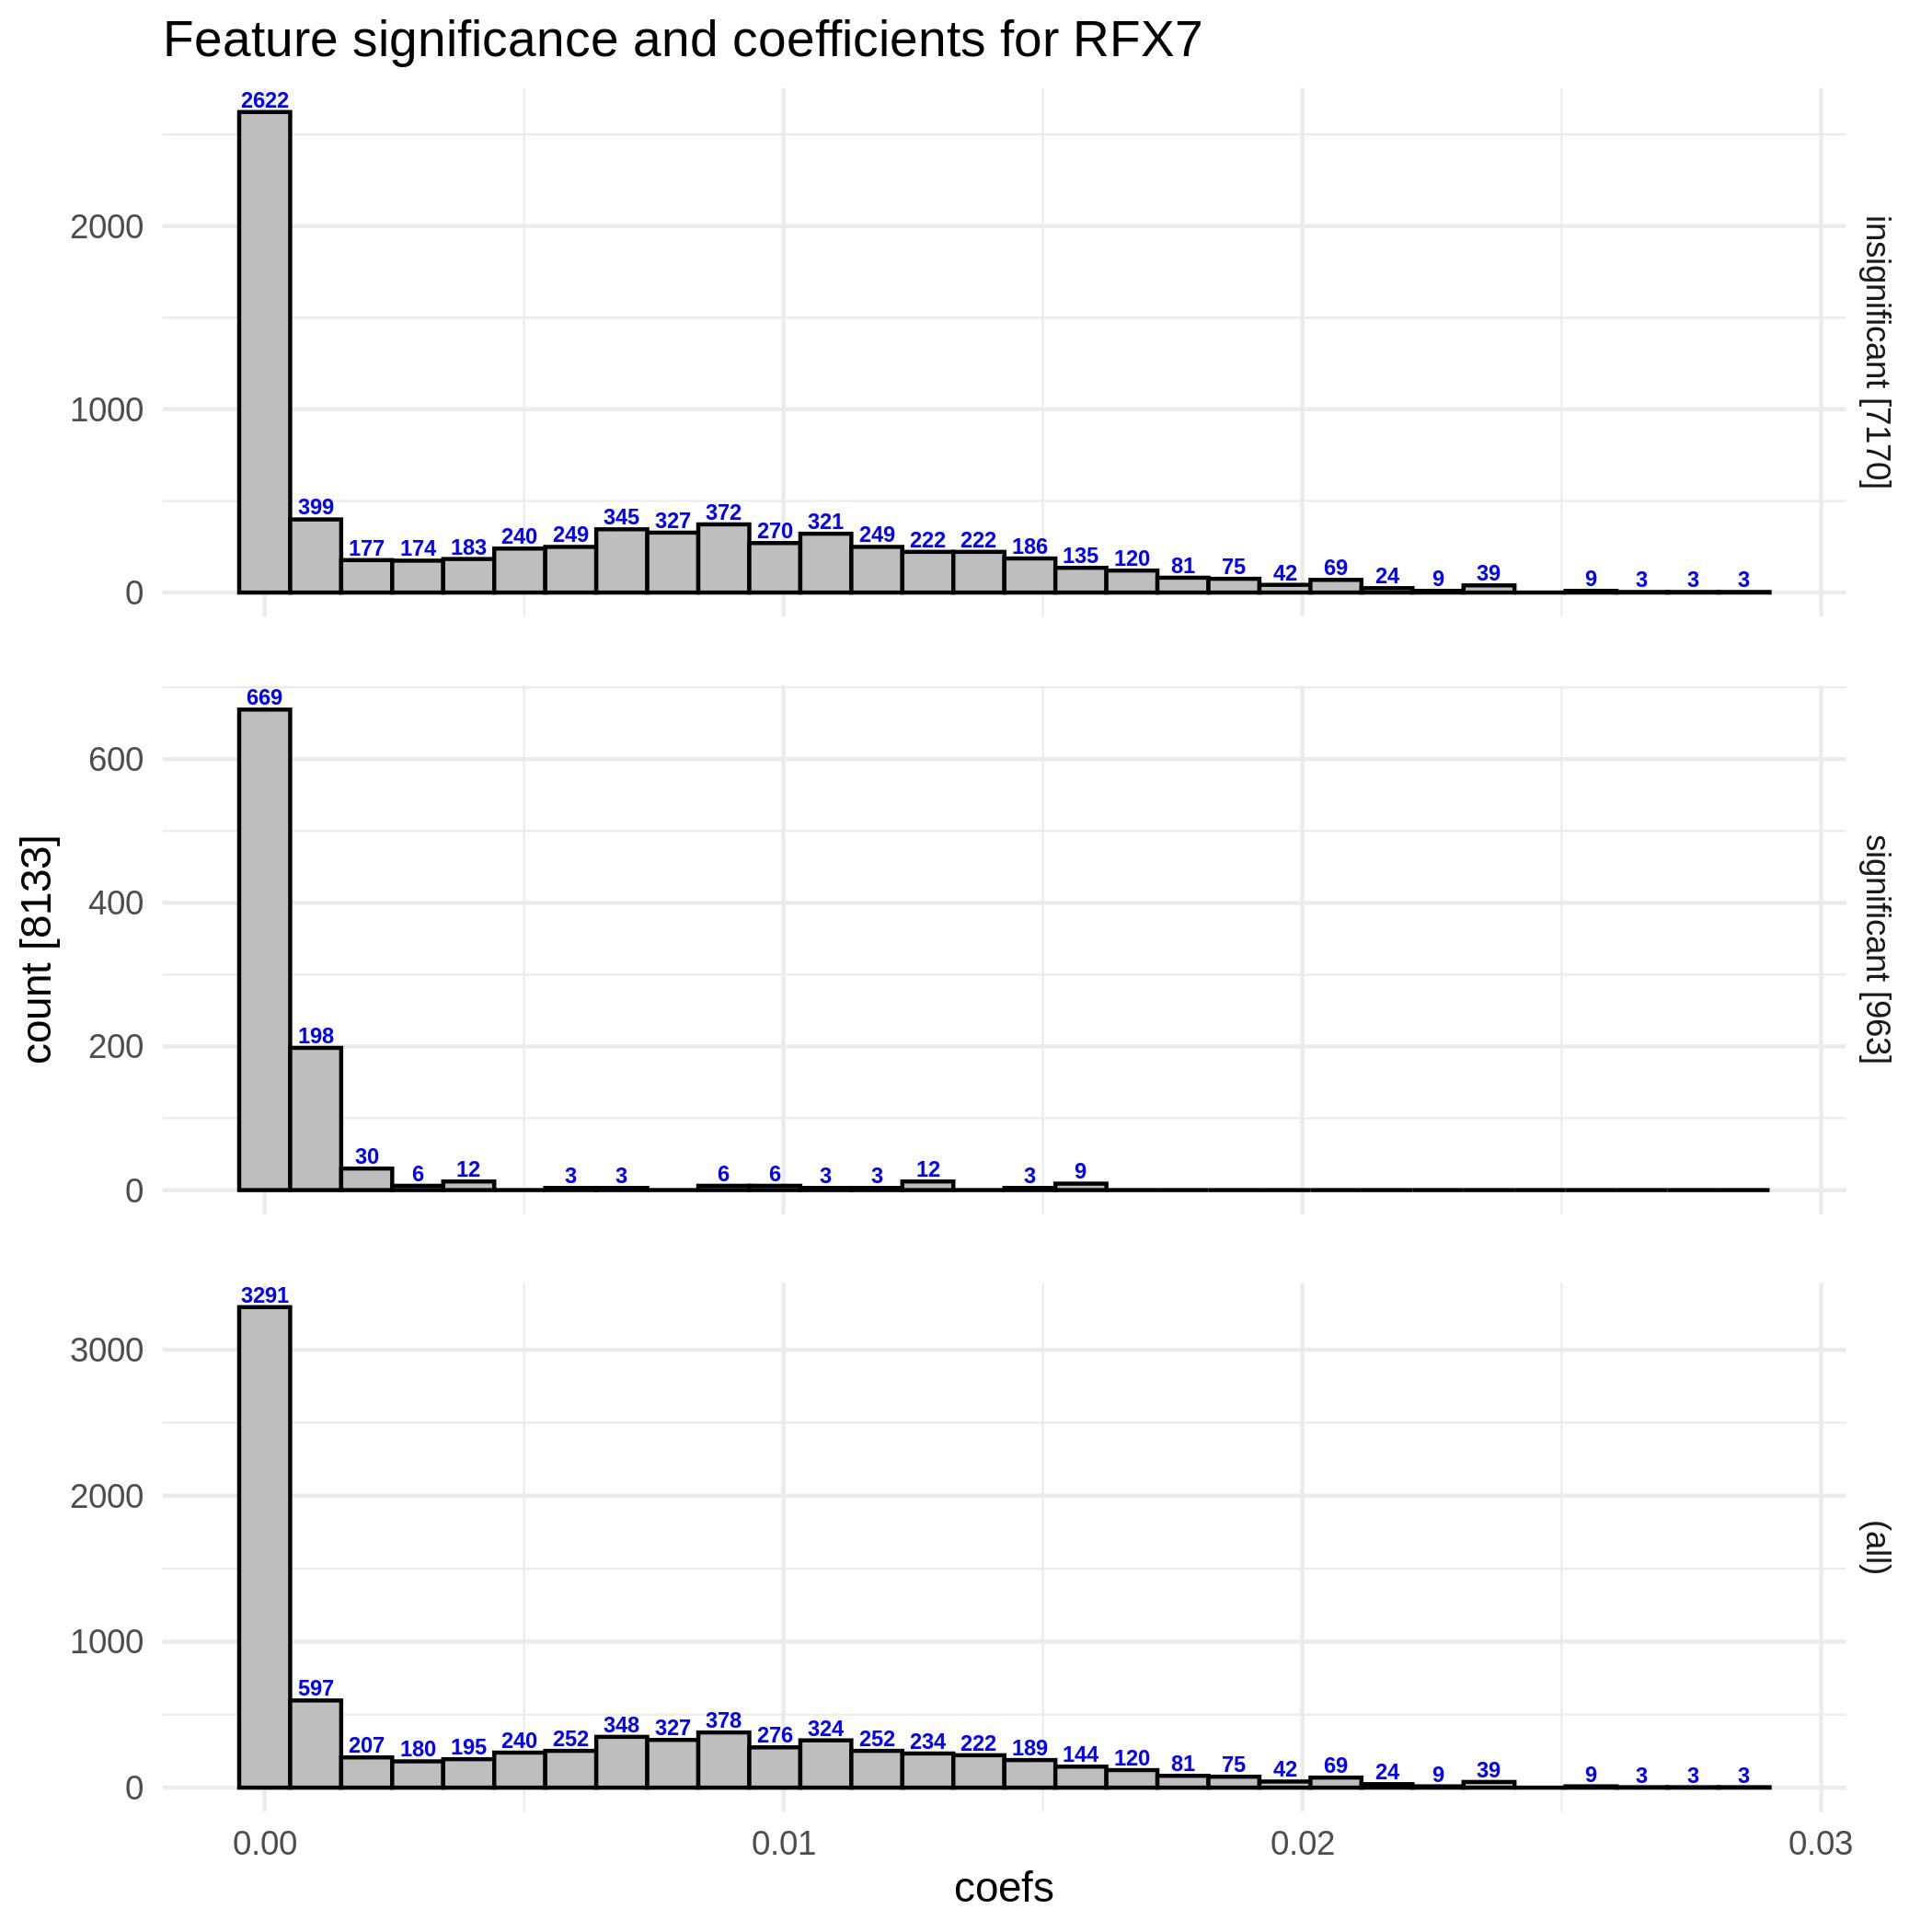 Feature significance and coefficients for RFX7
2622
399 177 174 183 240 249 345 327 372 270 321 249 222 222 186 135 120 81 75 42 69 24 9 39 9 3 3 3
2000
1000
0
insignificant [7170]
669
198
30 6 12 3 3 6 6 3 3 12 3 9
600
400
200
0
count [8133]
significant [963]
3291
597 207 180 195 240 252 348 327 378 276 324 252 234 222 189 144 120 81 75 42 69 24 9 39 9 3 3 3
3000
2000
1000
0
(all)
0.00 0.01 0.02 0.03
coefs